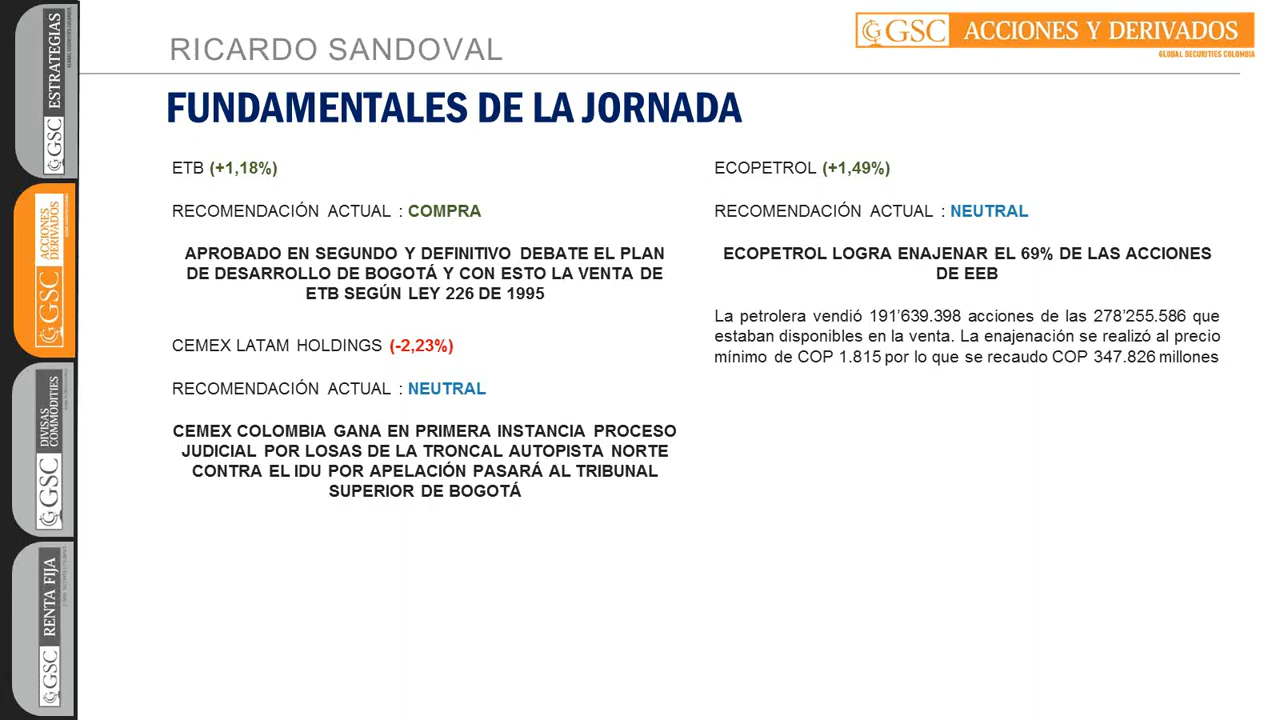 RICARDO SANDOVAL
GSC ACCIONES Y DERIVADOS
GLOBAL SECURITIES COLOMBIA
FUNDAMENTALES DE LA JORNADA
ETB (+1,18%)
RECOMENDACIÓN ACTUAL : COMPRA
APROBADO EN SEGUNDO Y DEFINITIVO DEBATE EL PLAN
DE DESARROLLO DE BOGOTÁ Y CON ESTO LA VENTA DE
ETB SEGÚN LEY 226 DE 1995
CEMEX LATAM HOLDINGS (-2,23%)
RECOMENDACIÓN ACTUAL : NEUTRAL
CEMEX COLOMBIA GANA EN PRIMERA INSTANCIA PROCESO
JUDICIAL POR LOSAS DE LA TRONCAL AUTOPISTA NORTE
CONTRA EL IDU POR APELACIÓN PASARÁ AL TRIBUNAL
SUPERIOR DE BOGOTÁ
ECOPETROL (+1,49%)
RECOMENDACIÓN ACTUAL : NEUTRAL
ECOPETROL LOGRA ENAJENAR EL 69% DE LAS ACCIONES
DE EEB
La petrolera vendió 191’639.398 acciones de las 278’255.586 que
estaban disponibles en la venta. La enajenación se realizó al precio
mínimo de COP 1.815 por lo que se recaudo COP 347.826 millones
GSC ESTRATEGIAS
GSC ACCIONES
DERIVADOS
GSC DIVISAS
COMMODITIES
GSC RENTA FIJA